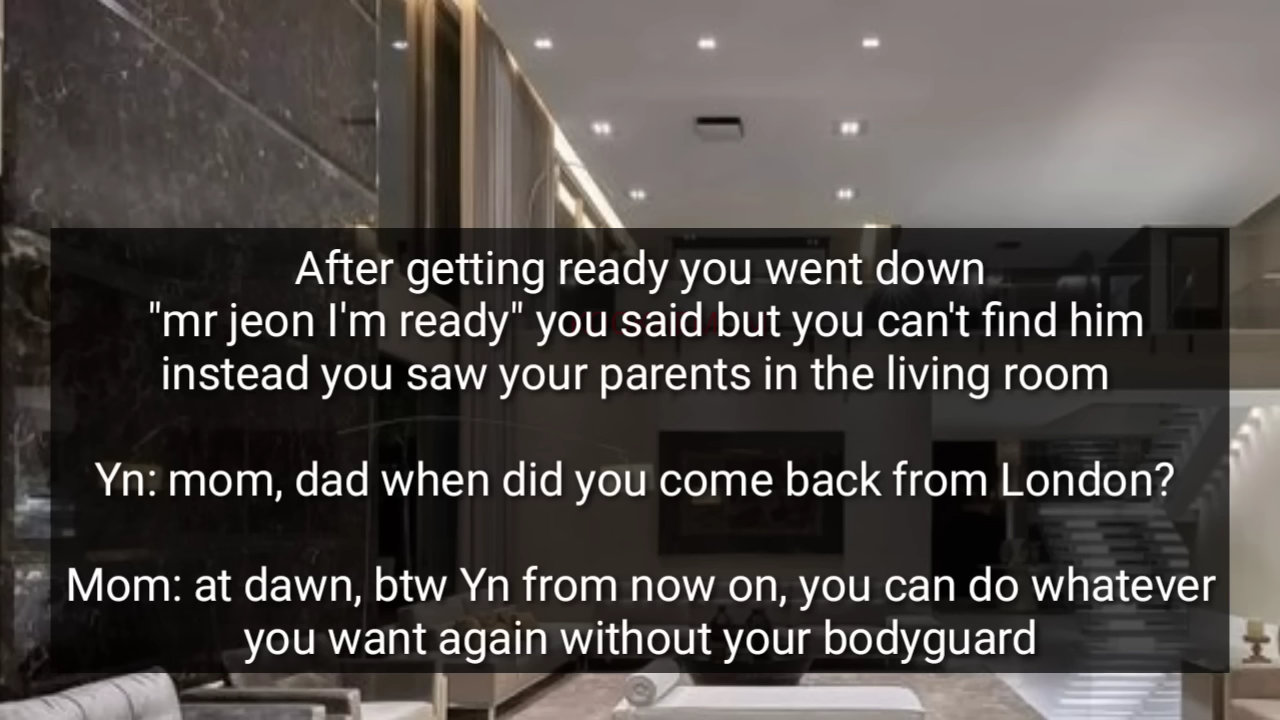 After getting ready you went down
"mr jeon I'm ready" you said but you can't find him
instead you saw your parents in the living room
Yn: mom, dad when did you come back from London?
Mom: at dawn, btw Yn from now on, you can do whatever
you want again without your bodyguard